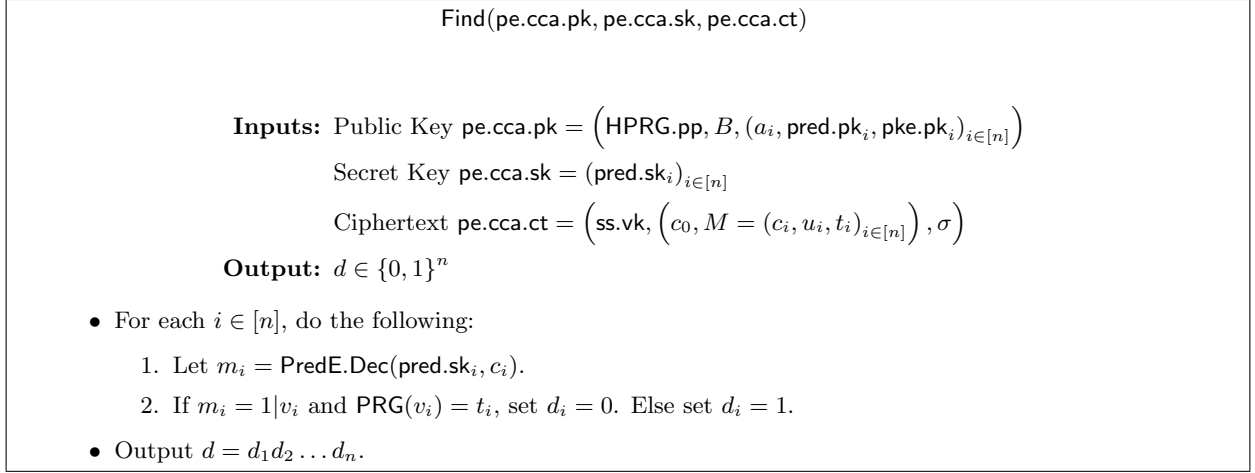 Find(pe.cca.pk, pe.cca.sk, pe.cca.ct)
Inputs: Public Key pe.cca.pk = (HPRG.pp, B, (a_i, pred.pk_i, pke.pk_i)_{i∈[n]})
Secret Key pe.cca.sk = (pred.sk_i)_{i∈[n]}
Ciphertext pe.cca.ct = (ss.vk, (c_0, M = (c_i, u_i, t_i)_{i∈[n]}), σ)
Output: d ∈ {0, 1}^n
• For each i ∈ [n], do the following:
1. Let m_i = PredE.Dec(pred.sk_i, c_i).
2. If m_i = 1|v_i and PRG(v_i) = t_i, set d_i = 0. Else set d_i = 1.
• Output d = d_1d_2 . . . d_n.